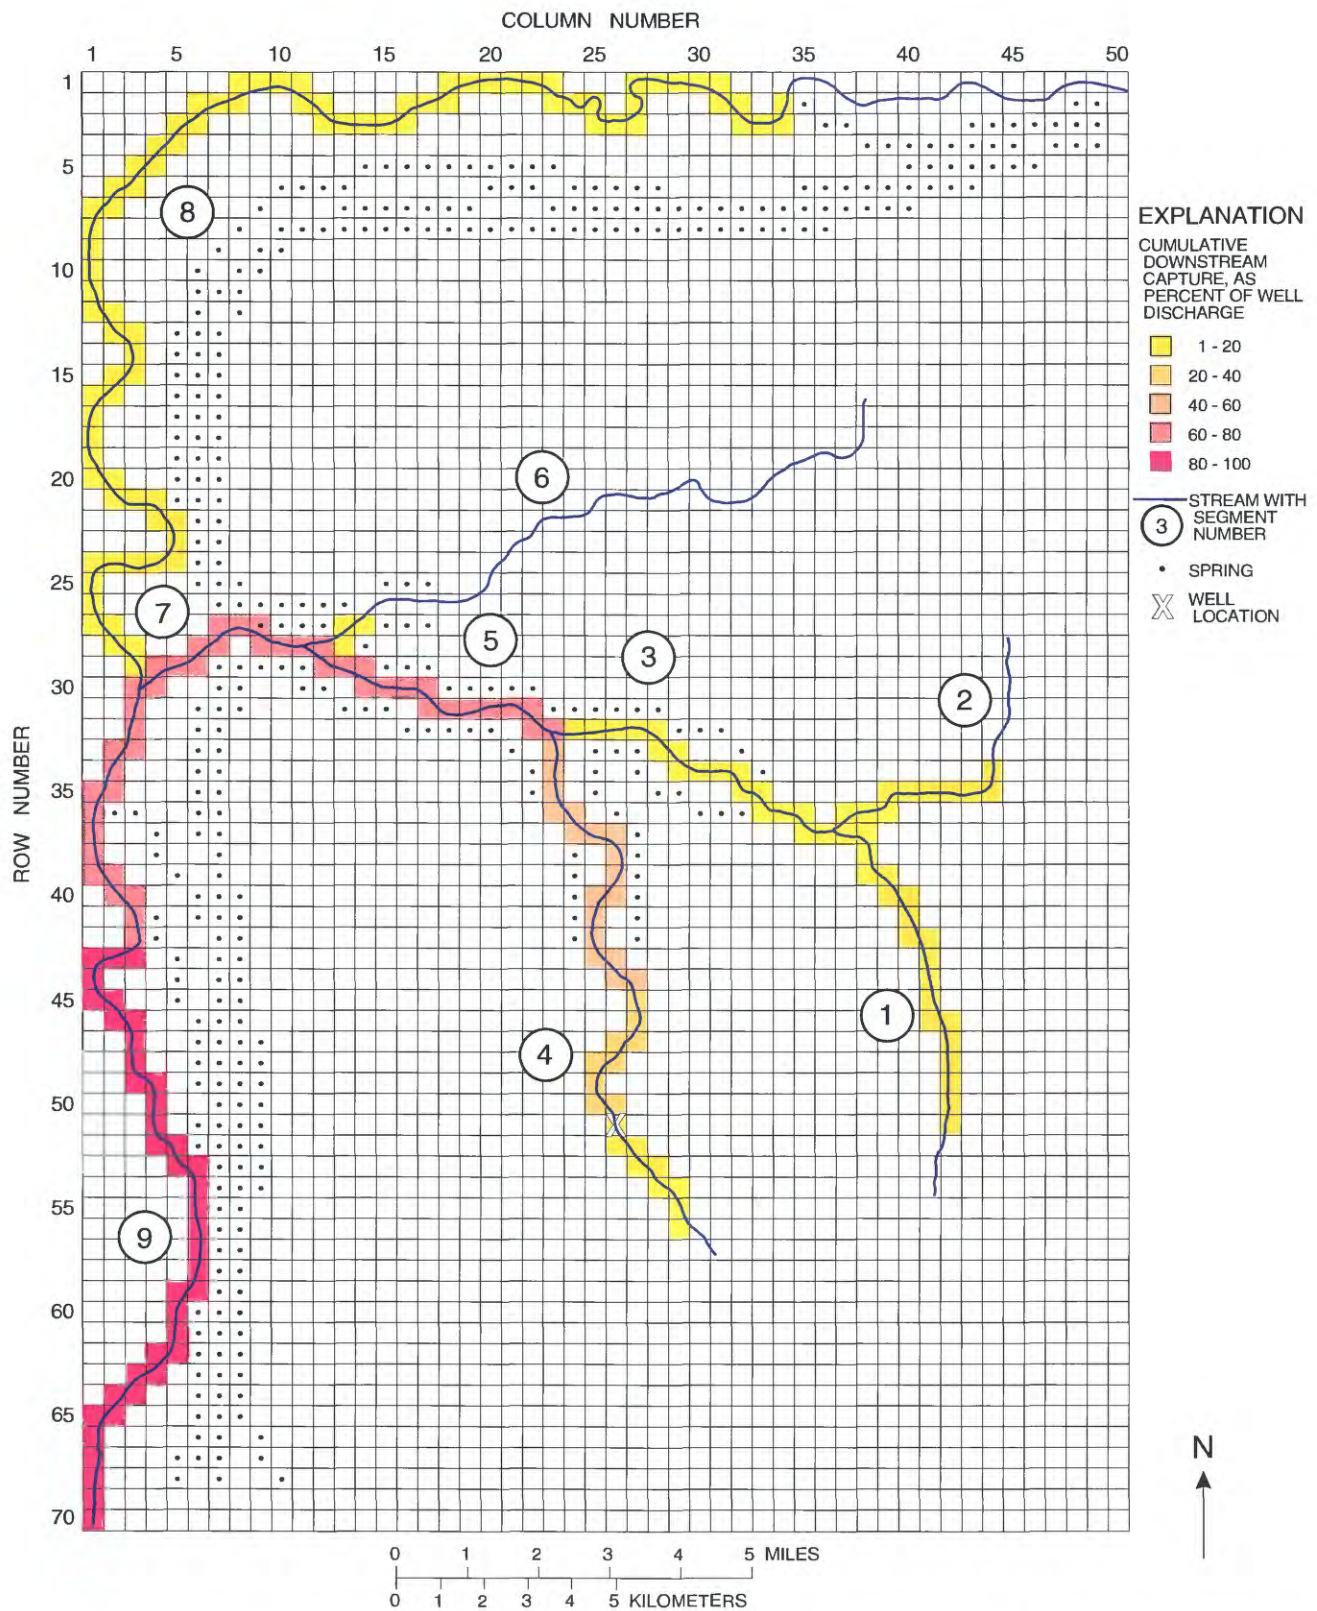 COLUMN NUMBER
1 5 10 15 20 25 30 35 40 45 50
1
5
10
15
20
25
30
35
40
45
50
55
60
65
70
ROW NUMBER
8
6
7
5
3
2
1
4
9
EXPLANATION
CUMULATIVE
DOWNSTREAM
CAPTURE, AS
PERCENT OF WELL
DISCHARGE
1 - 20
20 - 40
40 - 60
60 - 80
80 - 100
STREAM WITH
SEGMENT
NUMBER
3
SPRING
X WELL
LOCATION
X
N
0 1 2 3 4 5 MILES
0 1 2 3 4 5 KILOMETERS